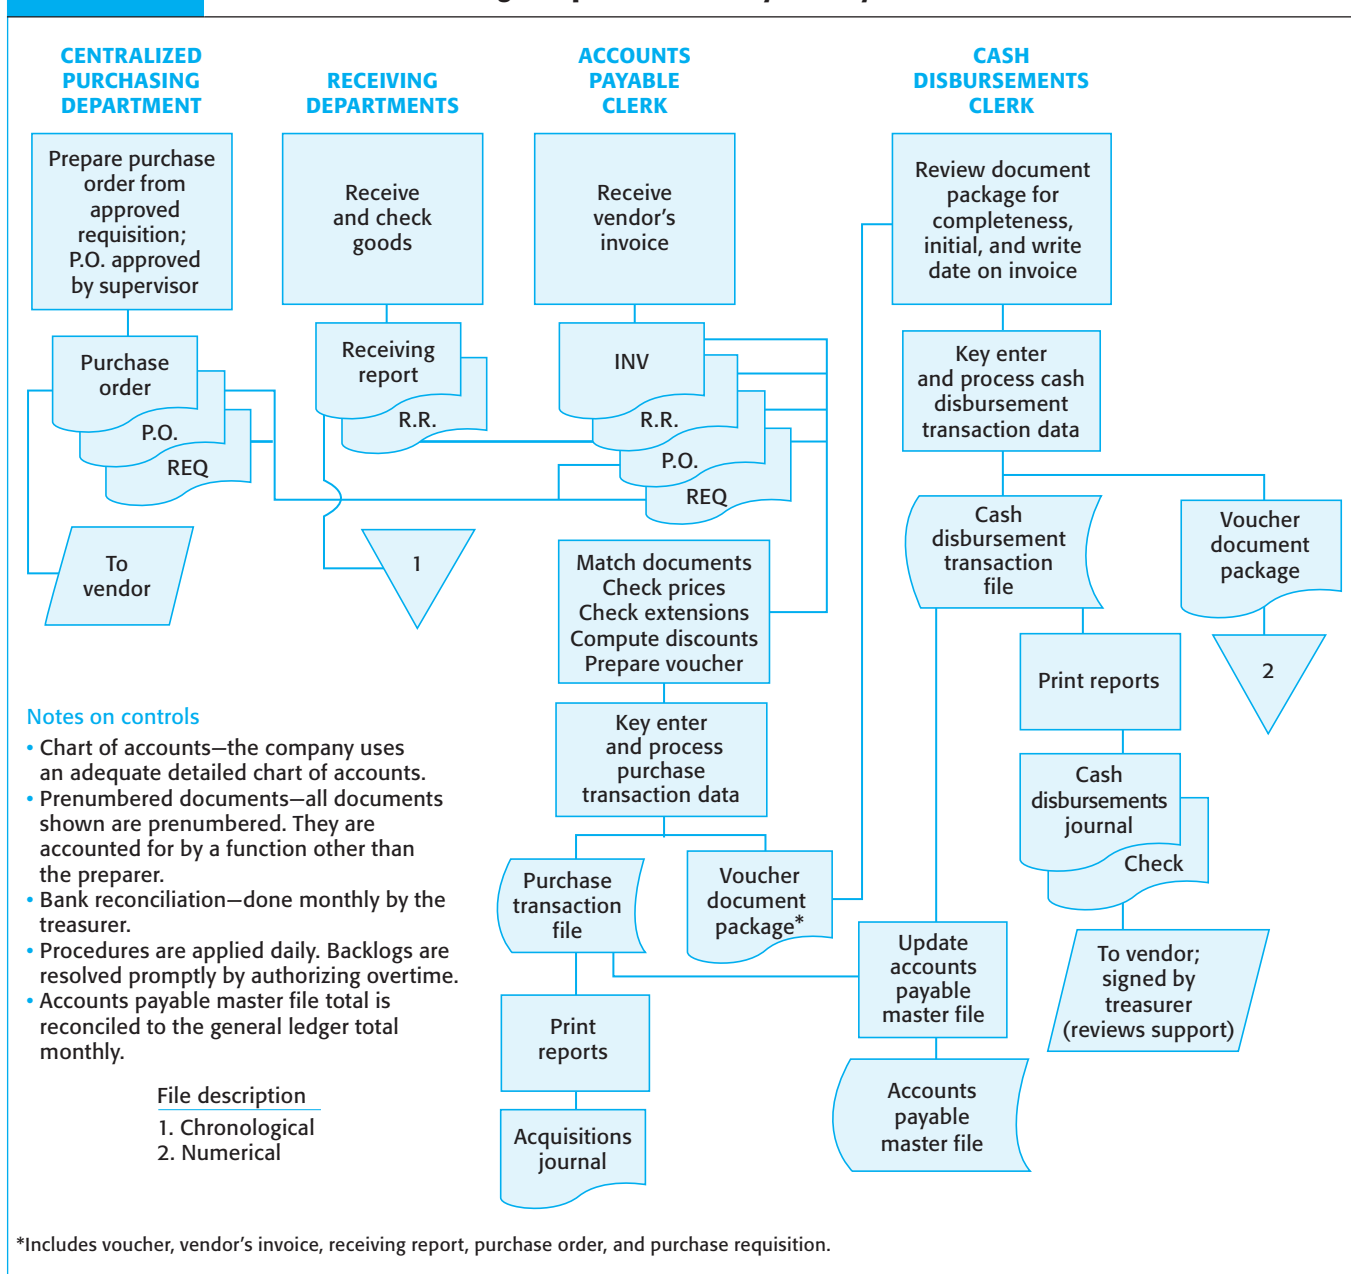 CENTRALIZED
PURCHASING
DEPARTMENT
RECEIVING
DEPARTMENTS
ACCOUNTS
PAYABLE
CLERK
CASH
DISBURSEMENTS
CLERK
Prepare purchase
order from
approved
requisition;
P.O. approved
by supervisor
Purchase
order
P.O.
REQ
To
vendor
Receive
and check
goods
Receiving
report
R.R.
1
Receive
vendor's
invoice
INV
R.R.
P.O.
REQ
Match documents
Check prices
Check extensions
Compute discounts
Prepare voucher
Key enter
and process
purchase
transaction data
Purchase
transaction
file
Voucher
document
package*
Print
reports
Acquisitions
journal
Review document
package for
completeness,
initial, and write
date on invoice
Key enter
and process cash
disbursement
transaction data
Cash
disbursement
transaction
file
Voucher
document
package
2
Print reports
Cash
disbursements
journal
Check
To vendor;
signed by
treasurer
(reviews support)
Update
accounts
payable
master file
Accounts
payable
master file
Notes on controls
• Chart of accounts—the company uses
an adequate detailed chart of accounts.
• Prenumbered documents—all documents
shown are prenumbered. They are
accounted for by a function other than
the preparer.
• Bank reconciliation—done monthly by the
treasurer.
• Procedures are applied daily. Backlogs are
resolved promptly by authorizing overtime.
• Accounts payable master file total is
reconciled to the general ledger total
monthly.
File description
1. Chronological
2. Numerical
*Includes voucher, vendor's invoice, receiving report, purchase order, and purchase requisition.